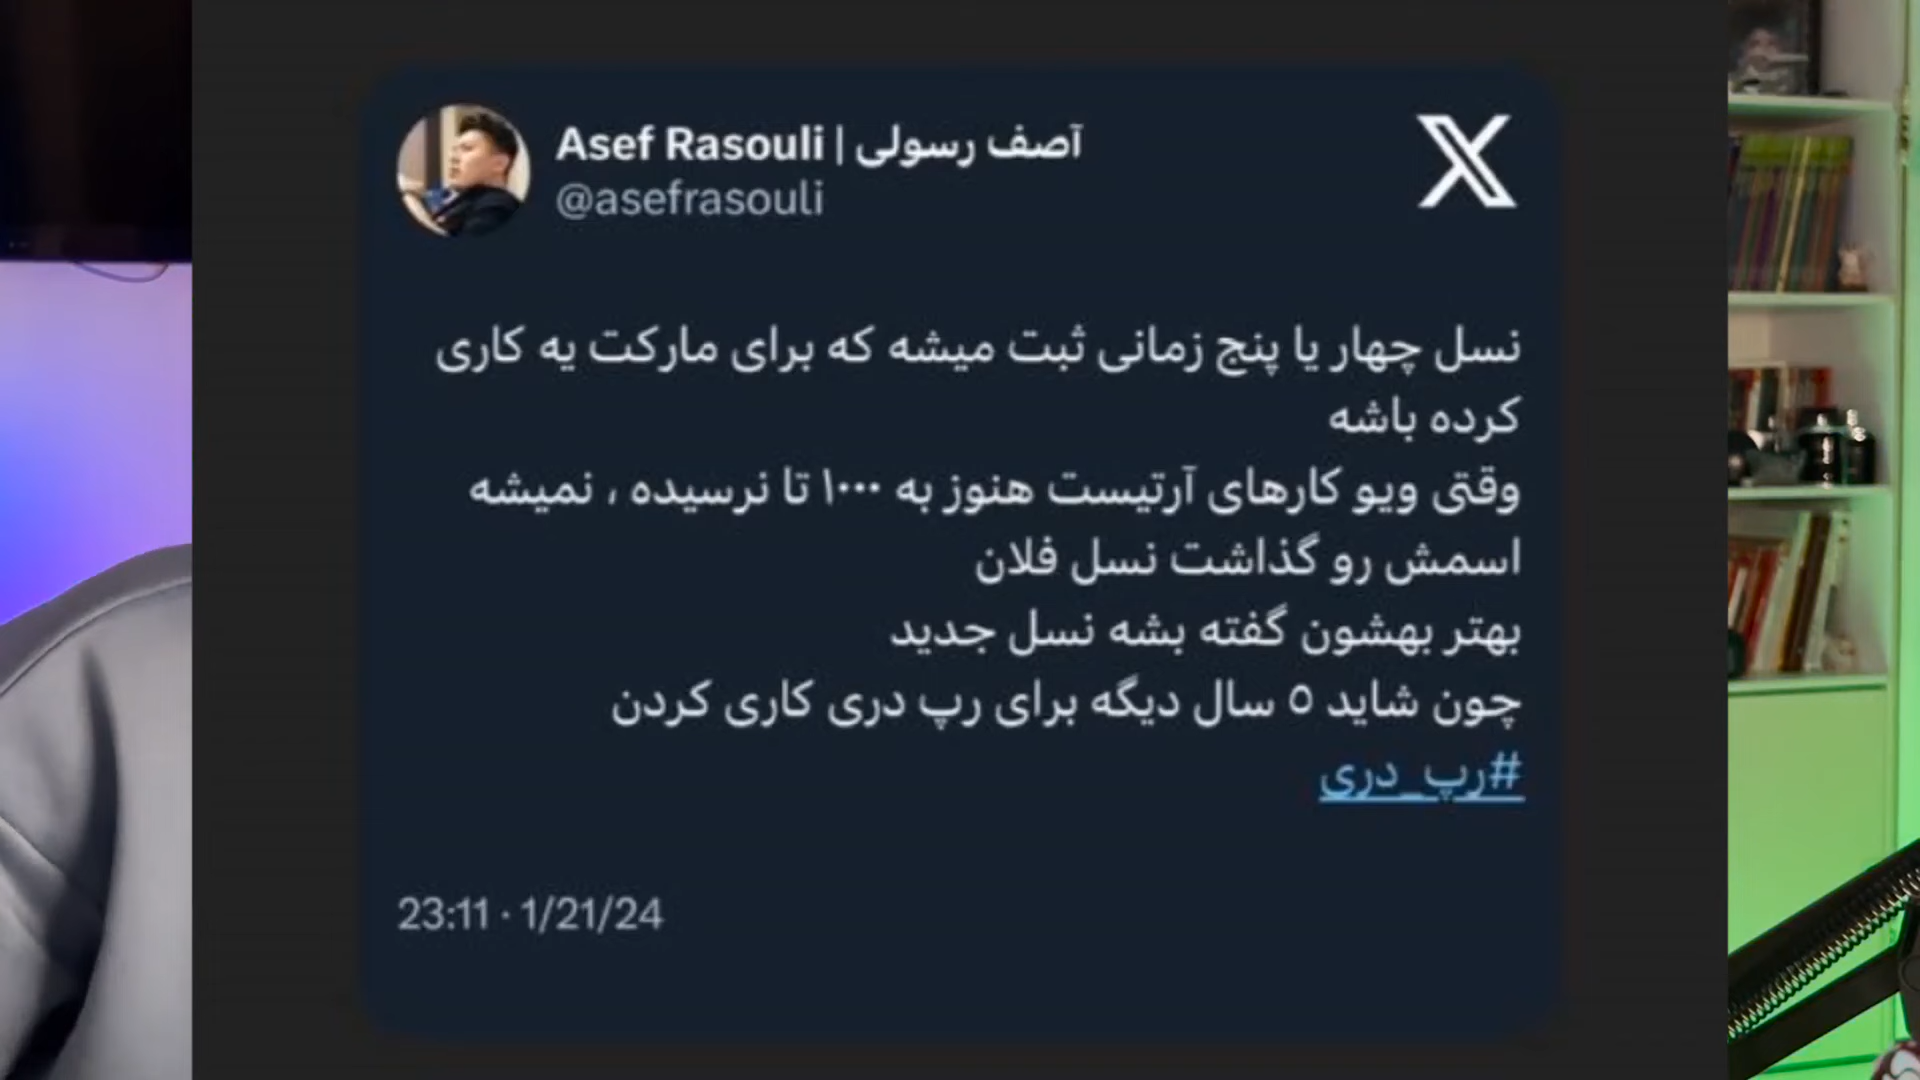 Asef Rasouli | آصف رسولی
@asefrasouli
نسل چهار یا پنج زمانی ثبت میشه که برای مارکت یه کاری
کرده باشه
وقتی ویو کارهای آرتیست هنوز به ۱۰۰۰ تا نرسیده ، نمیشه
اسمش رو گذاشت نسل فلان
بهتر بهشون گفته بشه نسل جدید
چون شاید ۵ سال دیگه برای رپ دری کاری کردن
#رپ_دری
23:11 · 1/21/24